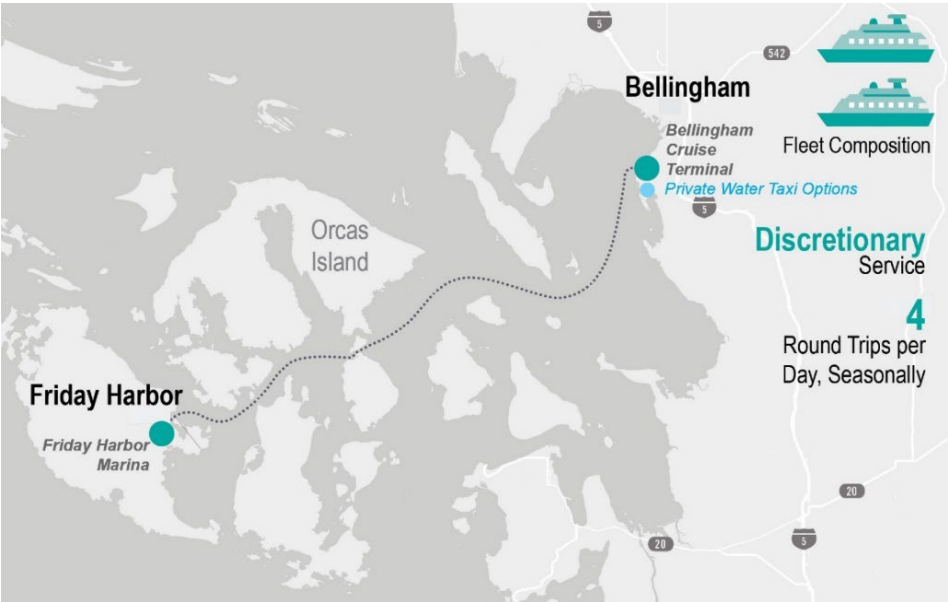 5
542
Bellingham
Fleet Composition
Bellingham
Cruise
Terminal
Private Water Taxi Options
5
Orcas
Island
Discretionary
Service
4
Round Trips per
Day, Seasonally
Friday Harbor
Friday Harbor
Marina
20
20
5